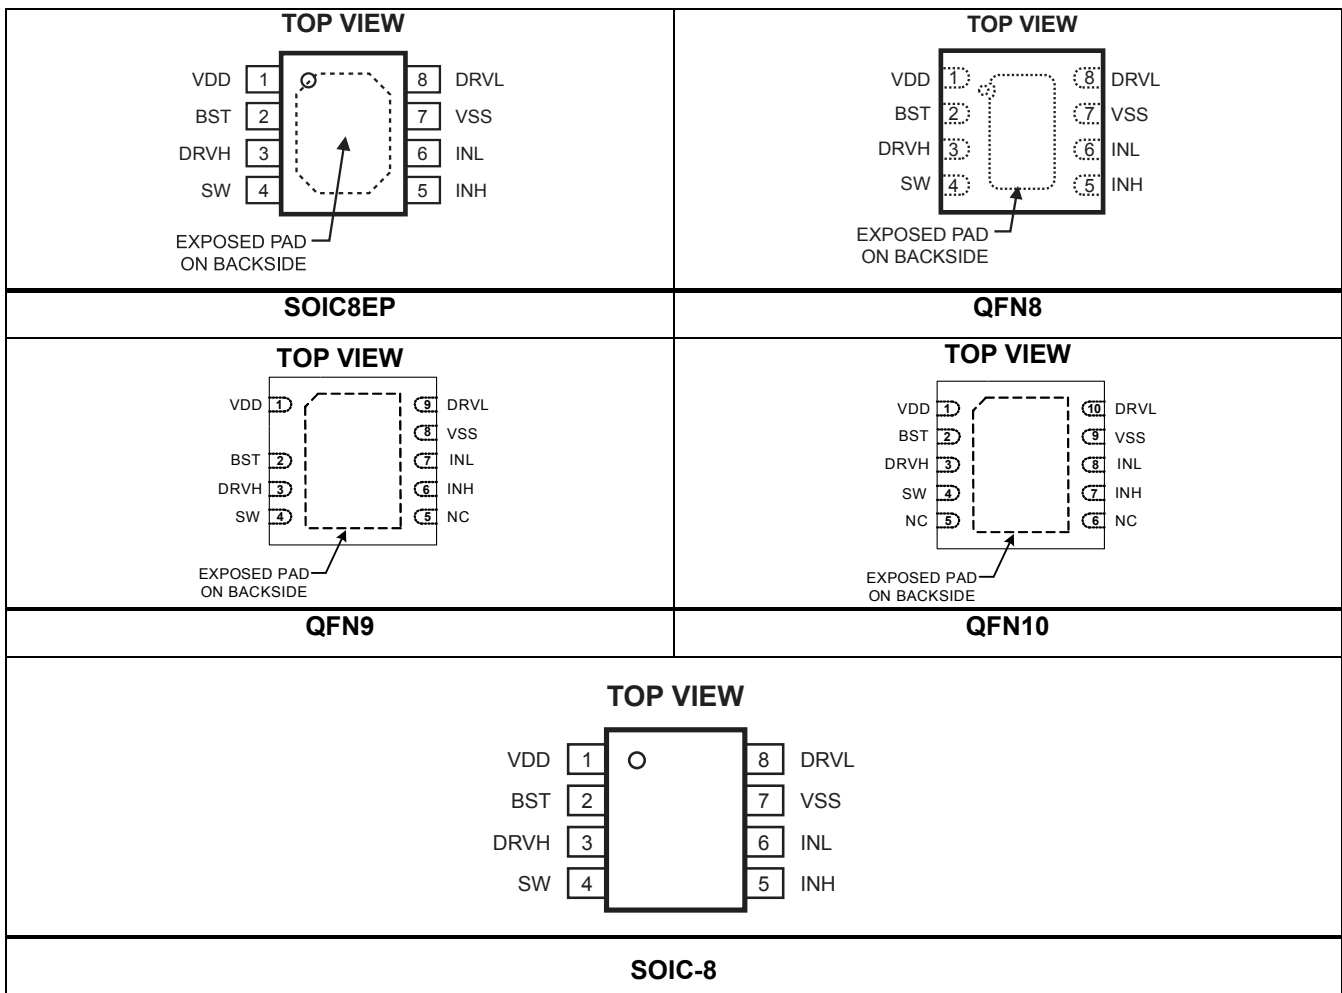 TOP VIEW
VDD 1 8 DRVL
BST 2 7 VSS
DRVH 3 6 INL
SW 4 5 INH
EXPOSED PAD
ON BACKSIDE
TOP VIEW
VDD 1 8 DRVL
BST 2 7 VSS
DRVH 3 6 INL
SW 4 5 INH
EXPOSED PAD
ON BACKSIDE
SOIC8EP
QFN8
TOP VIEW
VDD 1 9 DRVL
8 VSS
BST 2 7 INL
DRVH 3 6 INH
SW 4 5 NC
EXPOSED PAD
ON BACKSIDE
TOP VIEW
VDD 1 10 DRVL
BST 2 9 VSS
DRVH 3 8 INL
SW 4 7 INH
NC 5 6 NC
EXPOSED PAD
ON BACKSIDE
QFN9
QFN10
TOP VIEW
VDD 1 8 DRVL
BST 2 7 VSS
DRVH 3 6 INL
SW 4 5 INH
SOIC-8